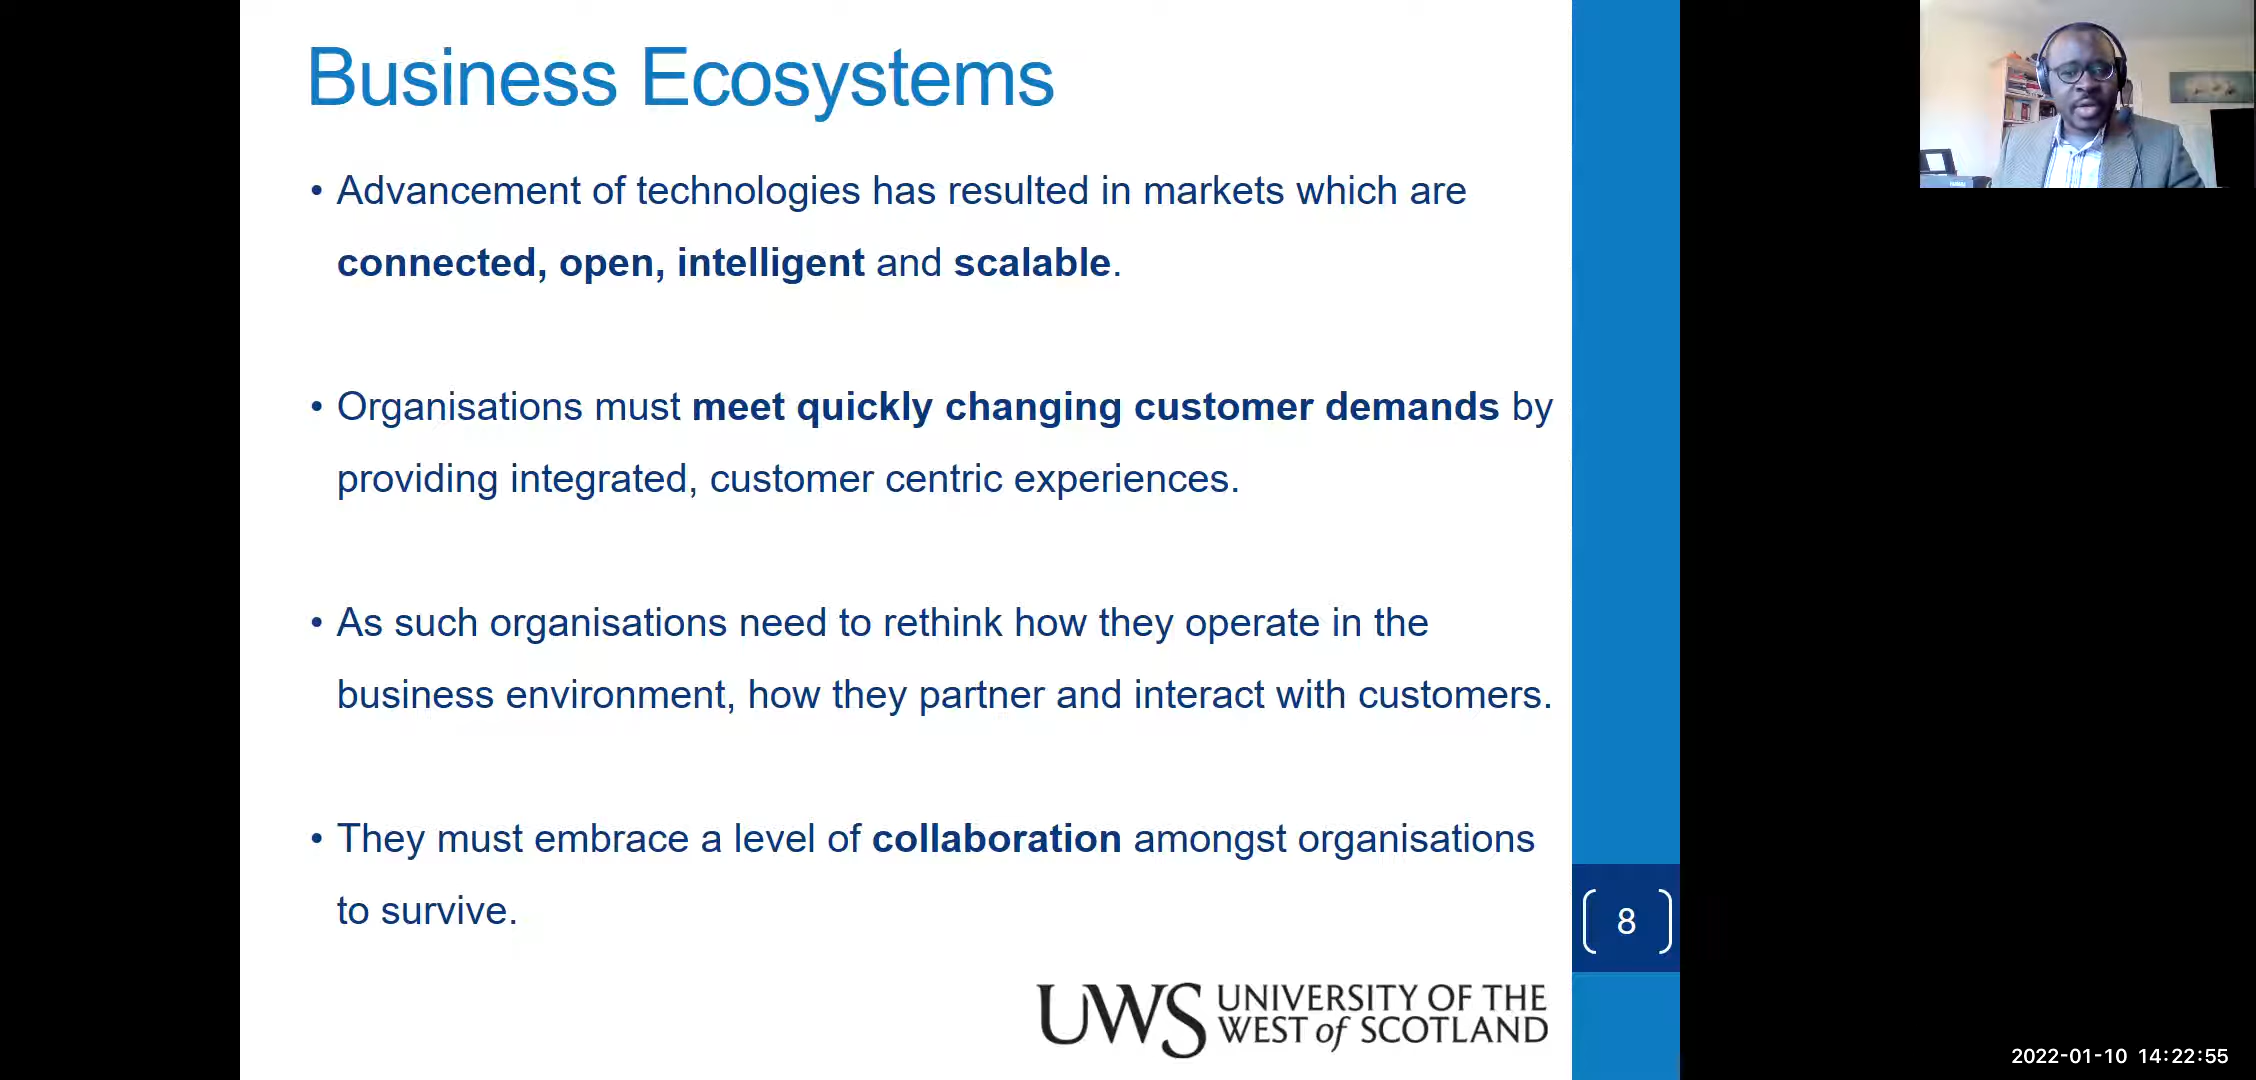 Business Ecosystems
• Advancement of technologies has resulted in markets which are
connected, open, intelligent and scalable.
• Organisations must meet quickly changing customer demands by
providing integrated, customer centric experiences.
• As such organisations need to rethink how they operate in the
business environment, how they partner and interact with customers.
• They must embrace a level of collaboration amongst organisations
to survive.
8
UWS UNIVERSITY OF THE
WEST of SCOTLAND
2022-01-10 14:22:55